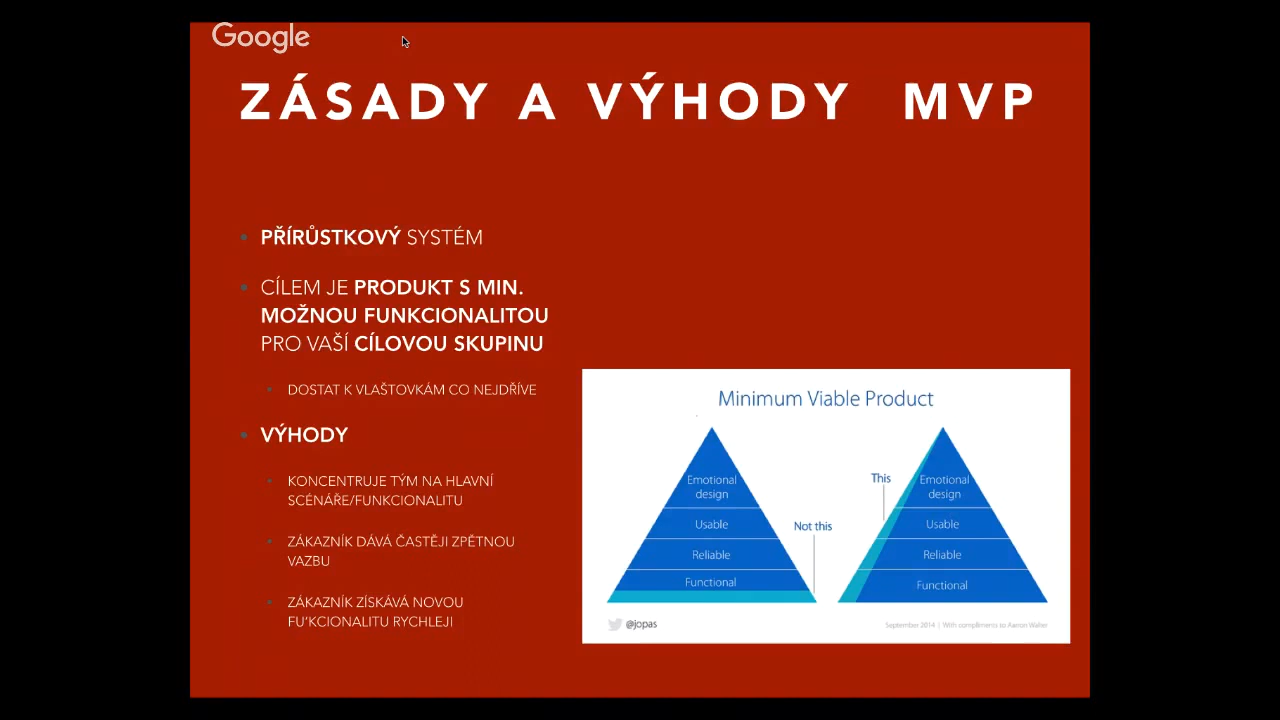 Google
ZÁSADY A VÝHODY MVP
PŘÍRŮSTKOVÝ SYSTÉM
CÍLEM JE PRODUKT S MIN.
MOŽNOU FUNKCIONALITOU
PRO VAŠÍ CÍLOVOU SKUPINU
DOSTAT K VLAŠTOVKÁM CO NEJDŘÍVE
VÝHODY
KONCENTRUJE TÝM NA HLAVNÍ
SCÉNÁŘE/FUNKCIONALITU
ZÁKAZNÍK DÁVÁ ČASTĚJI ZPĚTNOU
VAZBU
ZÁKAZNÍK ZÍSKÁVÁ NOVOU
FU'KCIONALITU RYCHLEJI
Minimum Viable Product
Emotional
design
Usable
Reliable
Functional
Not this
This
Emotional
design
Usable
Reliable
Functional
@jopas
September 2014 | With compliments to Aarron Walter